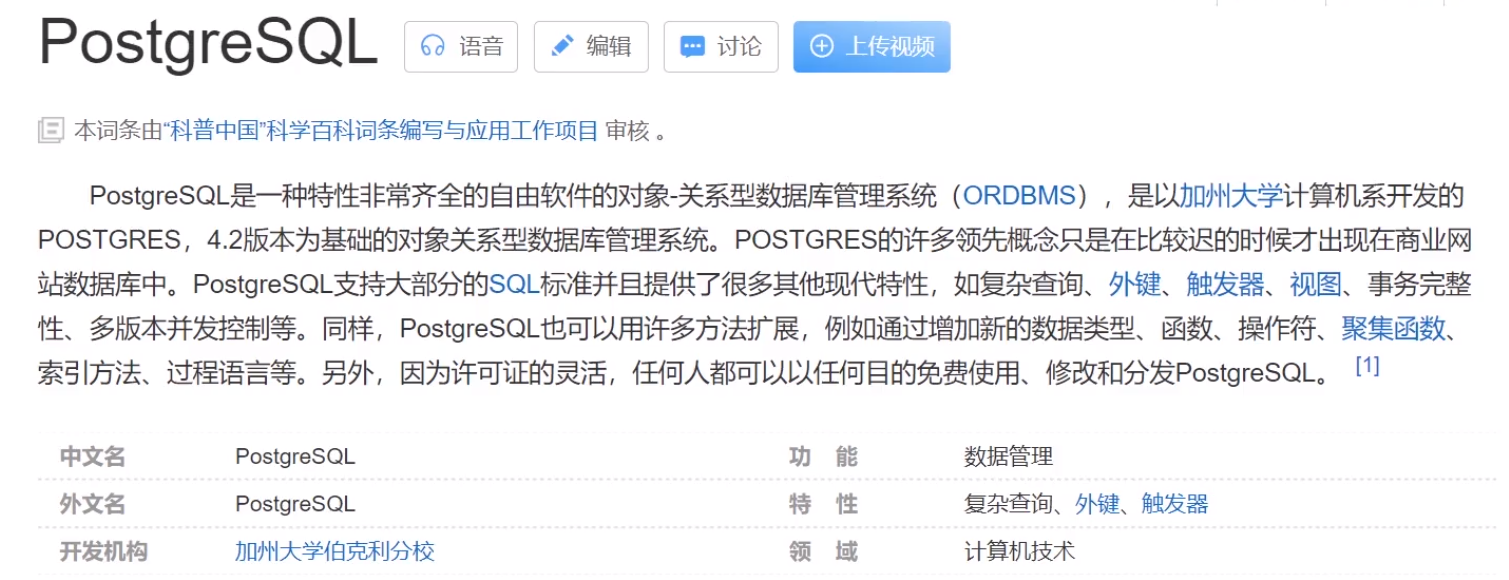 PostgreSQL 语音 编辑 讨论 上传视频
本词条由“科普中国”科学百科词条编写与应用工作项目 审核 。
PostgreSQL是一种特性非常齐全的自由软件的对象-关系型数据库管理系统（ORDBMS），是以加州大学计算机系开发的
POSTGRES，4.2版本为基础的对象关系型数据库管理系统。POSTGRES的许多领先概念只是在比较迟的时候才出现在商业网
站数据库中。PostgreSQL支持大部分的SQL标准并且提供了很多其他现代特性，如复杂查询、外键、触发器、视图、事务完整
性、多版本并发控制等。同样，PostgreSQL也可以用许多方法扩展，例如通过增加新的数据类型、函数、操作符、聚集函数、
索引方法、过程语言等。另外，因为许可证的灵活，任何人都可以以任何目的免费使用、修改和分发PostgreSQL。 [1]
中文名 PostgreSQL 功 能 数据管理
外文名 PostgreSQL 特 性 复杂查询、外键、触发器
开发机构 加州大学伯克利分校 领 域 计算机技术